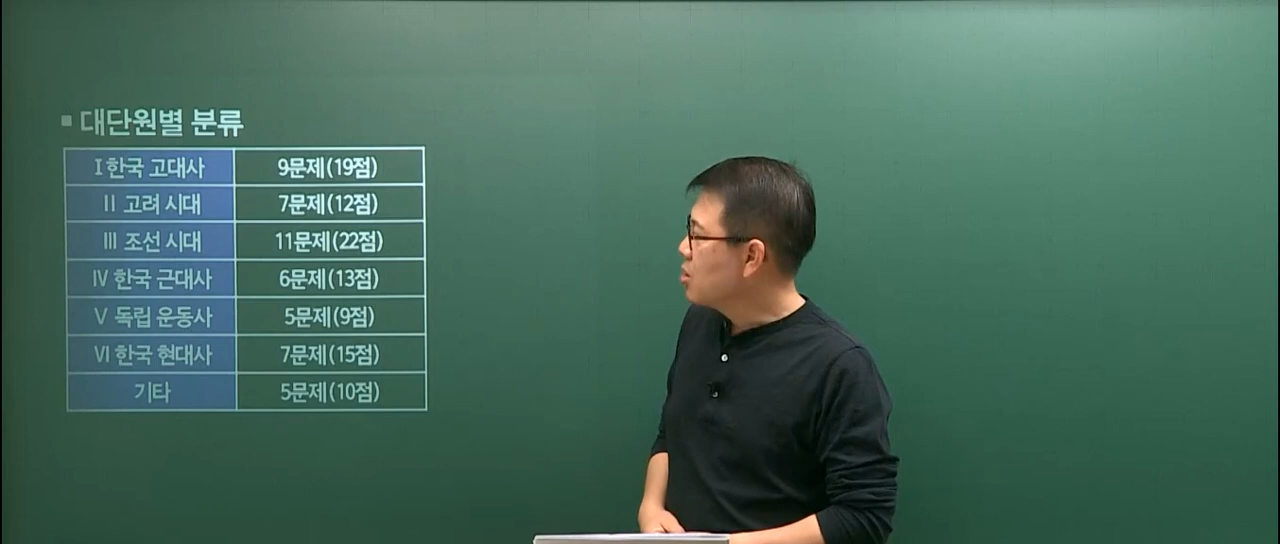 ▪ 대단원별 분류
Ⅰ 한국 고대사 9문제(19점)
Ⅱ 고려 시대 7문제(12점)
Ⅲ 조선 시대 11문제(22점)
Ⅳ 한국 근대사 6문제(13점)
Ⅴ 독립 운동사 5문제(9점)
Ⅵ 한국 현대사 7문제(15점)
기타 5문제(10점)